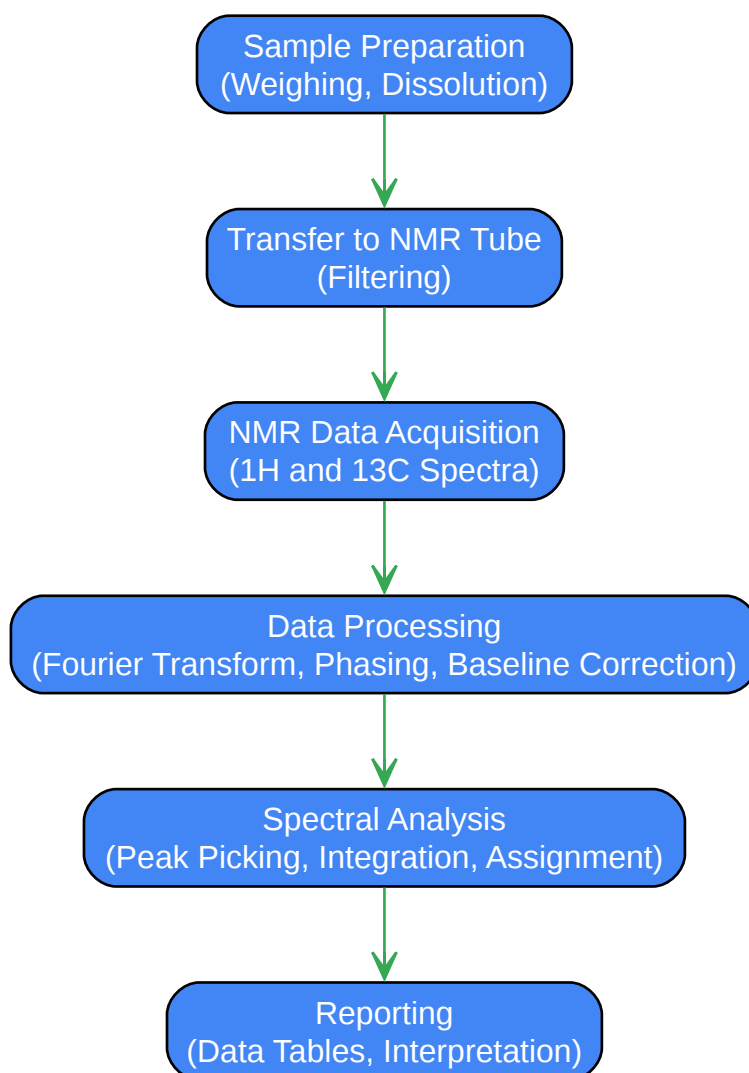 Sample Preparation
(Weighing, Dissolution)
Transfer to NMR Tube
(Filtering)
NMR Data Acquisition
(1H and 13C Spectra)
Data Processing
(Fourier Transform, Phasing, Baseline Correction)
Spectral Analysis
(Peak Picking, Integration, Assignment)
Reporting
(Data Tables, Interpretation)